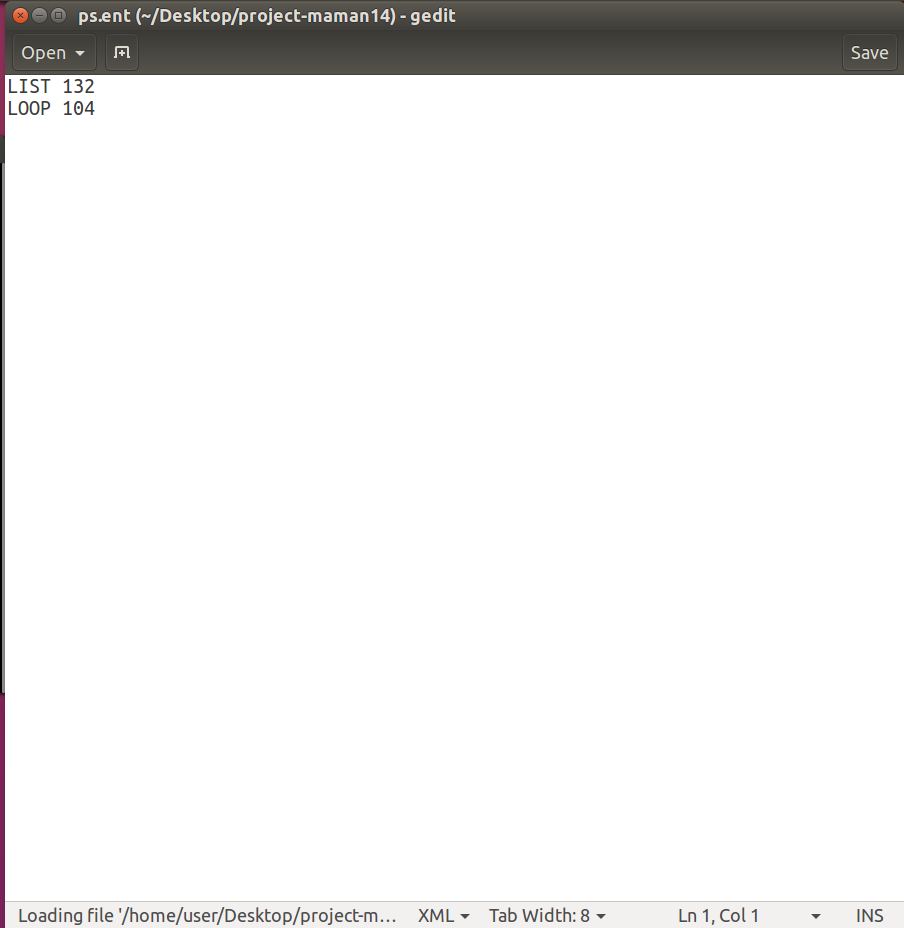 ps.ent (~/Desktop/project-maman14) - gedit
Open
Save
LIST 132
LOOP 104
Loading file '/home/user/Desktop/project-m… XML Tab Width: 8 Ln 1, Col 1 INS